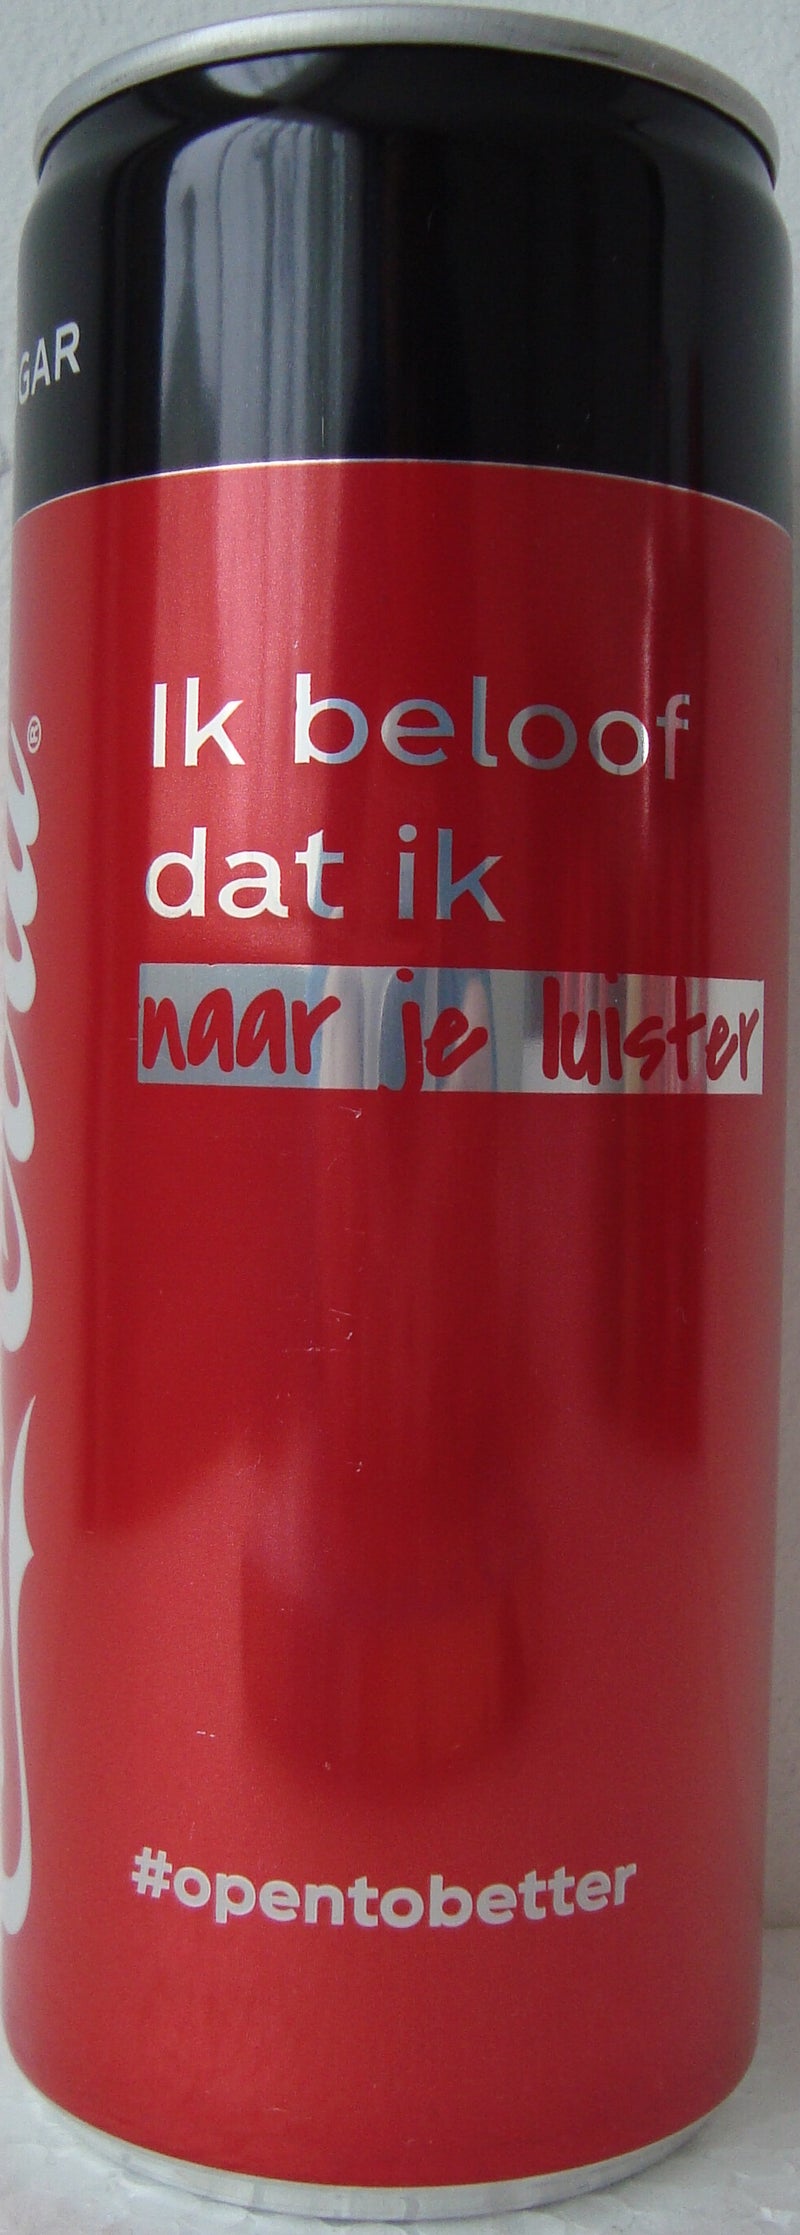 GAR
®
Ik beloof
dat ik
naar je luister
#opentobetter